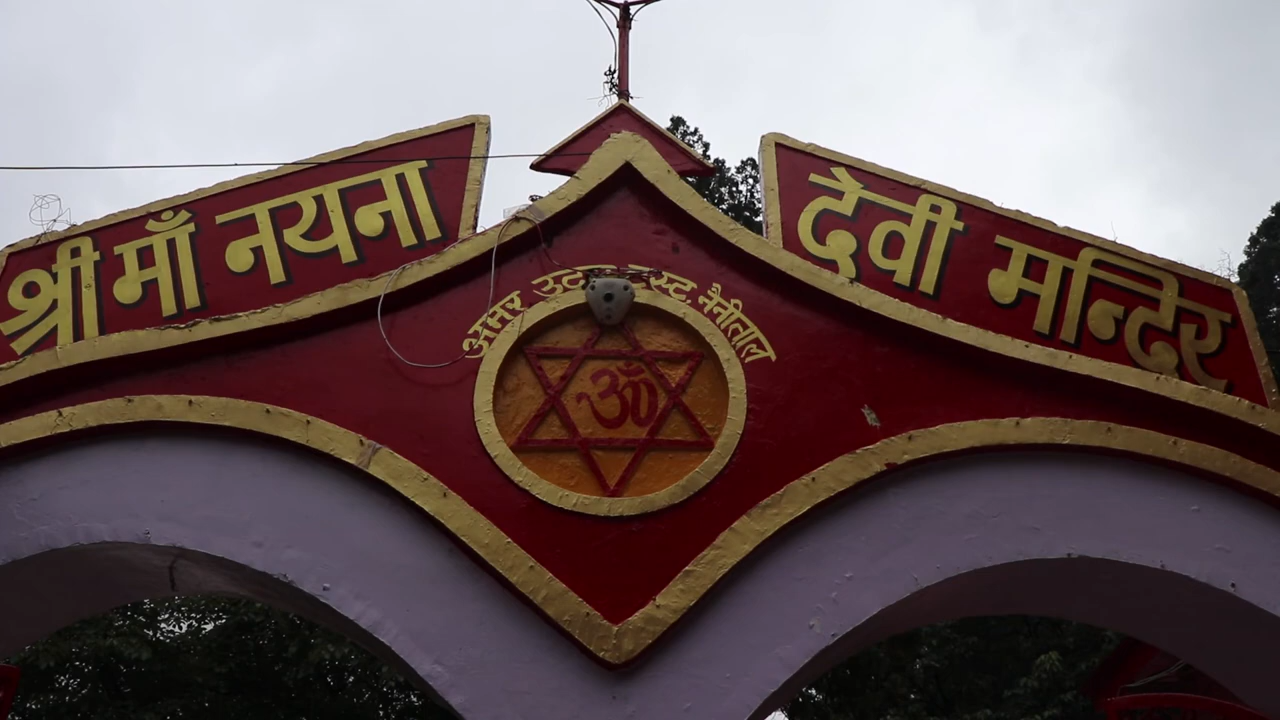 श्री माँ नयना देवी मन्दिर
अमर उदय ट्रस्ट नैनीताल
ॐ